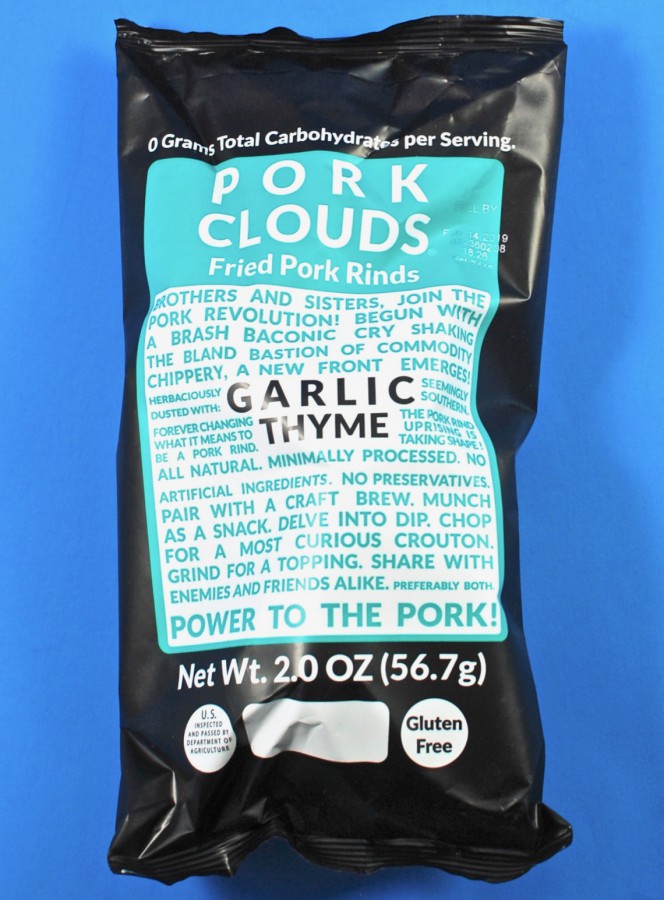 0 Grams Total Carbohydrates per Serving.
PORK
CLOUDS
Fried Pork Rinds
BROTHERS AND SISTERS, JOIN THE
PORK REVOLUTION! BEGUN WITH
A BRASH BACONIC CRY SHAKING
THE BLAND BASTION OF COMMODITY
CHIPPERY, A NEW FRONT EMERGES!
HERBACIOUSLY
DUSTED WITH:
GARLIC
SEEMINGLY
SOUTHERN.
FOREVER CHANGING
WHAT IT MEANS TO
BE A PORK RIND.
THYME
THE PORK RIND
UPRISING IS
TAKING SHAPE!
ALL NATURAL. MINIMALLY PROCESSED. NO
ARTIFICIAL INGREDIENTS. NO PRESERVATIVES.
PAIR WITH A CRAFT BREW. MUNCH
AS A SNACK. DELVE INTO DIP. CHOP
FOR A MOST CURIOUS CROUTON.
GRIND FOR A TOPPING. SHARE WITH
ENEMIES AND FRIENDS ALIKE. PREFERABLY BOTH.
POWER TO THE PORK!
Net Wt. 2.0 OZ (56.7g)
U.S.
INSPECTED
AND PASSED BY
DEPARTMENT OF
AGRICULTURE
Gluten
Free